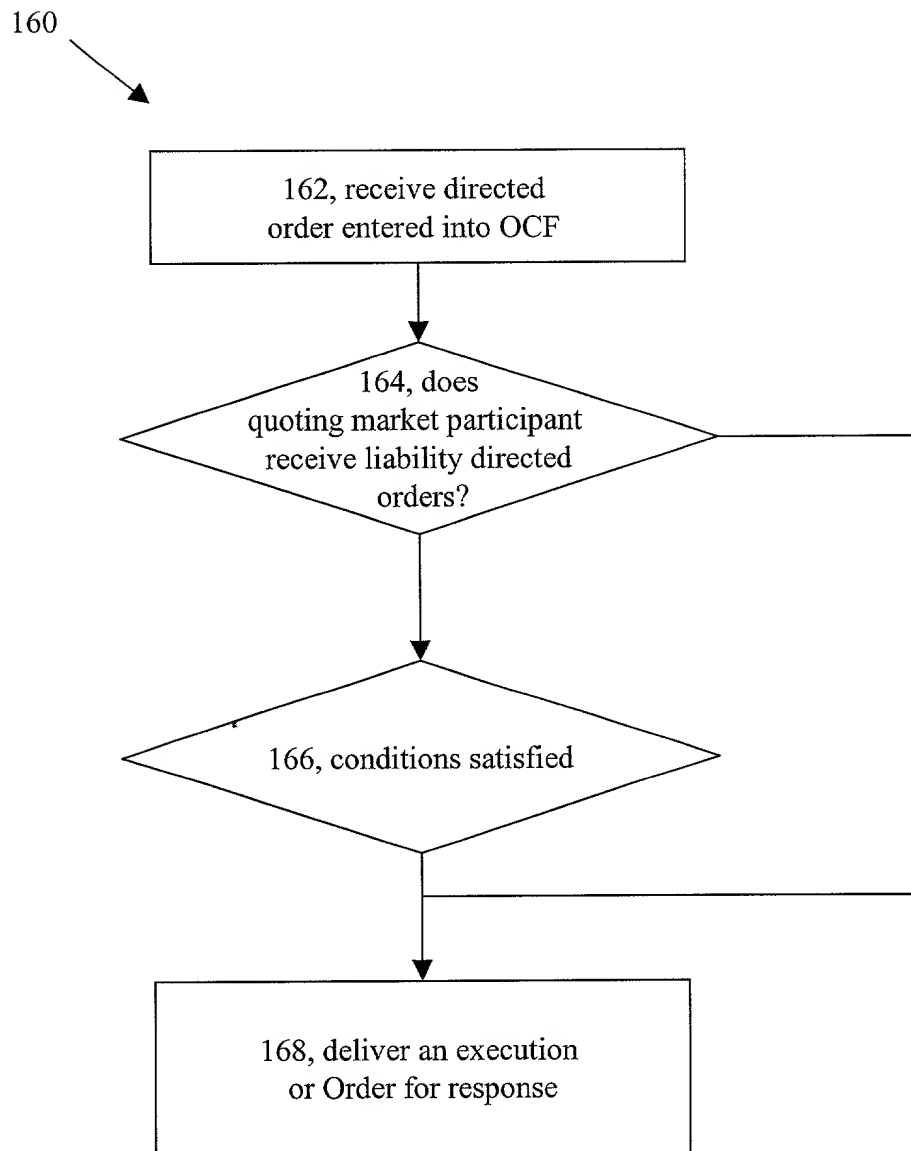 160
162, receive directed
order entered into OCF
164, does
quoting market participant
receive liability directed
orders?
166, conditions satisfied
168, deliver an execution
or Order for response